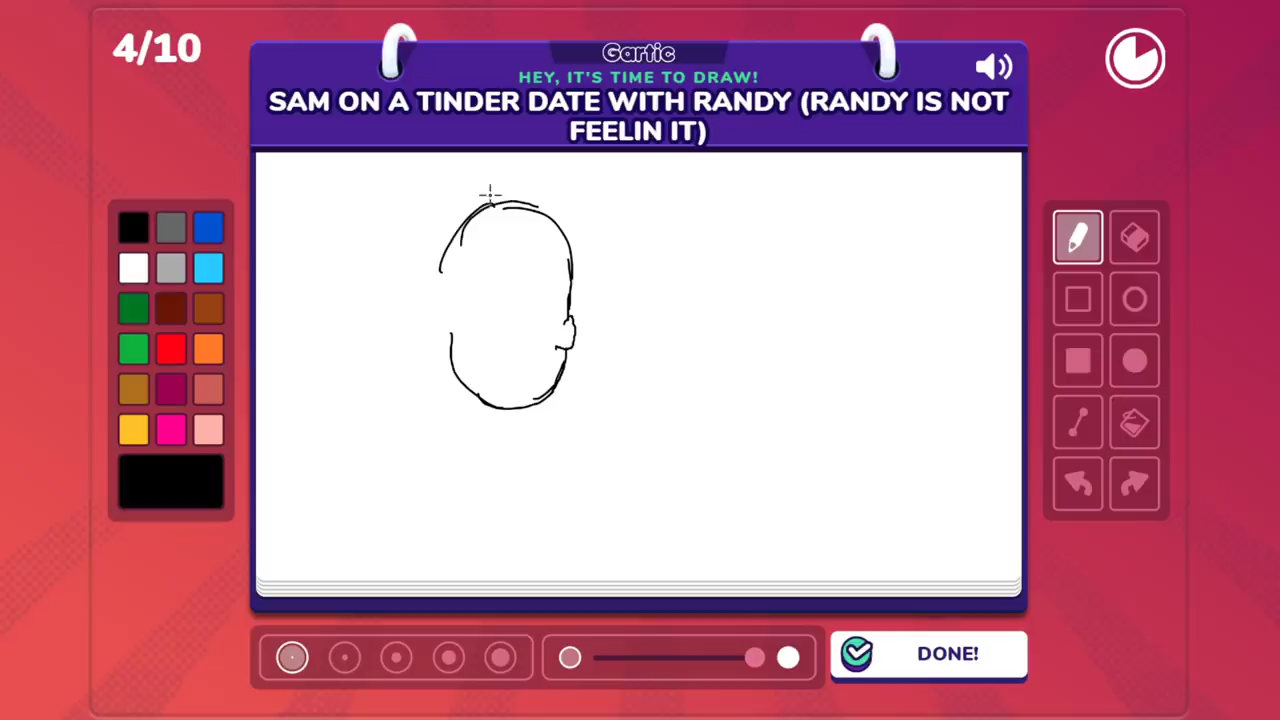 4/10
Gartic
HEY, IT'S TIME TO DRAW!
SAM ON A TINDER DATE WITH RANDY (RANDY IS NOT
FEELIN IT)
DONE!